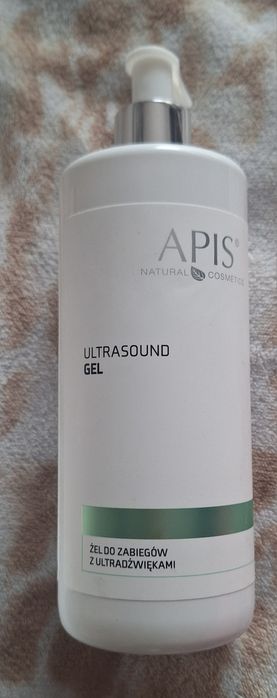 APIS®
NATURAL COSMETICS
ULTRASOUND
GEL
ŻEL DO ZABIEGÓW
Z ULTRADŹWIĘKAMI